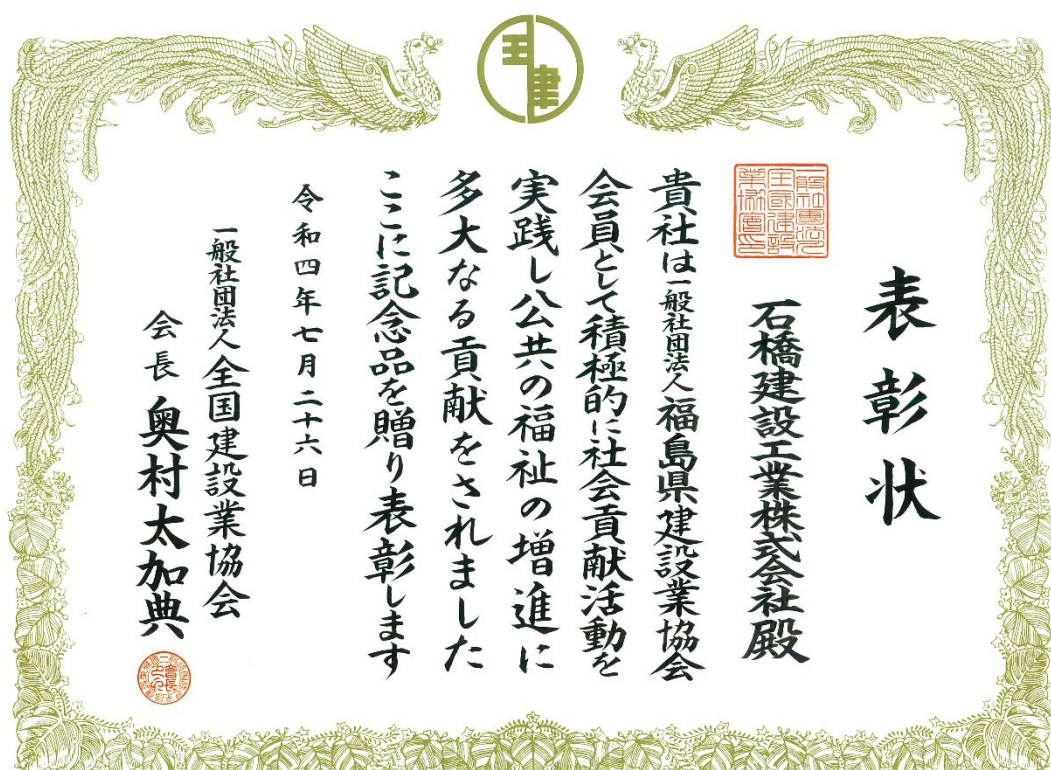 表彰状
石橋建設工業株式会社殿
貴社は一般社団法人福島県建設業協会
会員として積極的に社会貢献活動を
実践し公共の福祉の増進に
多大なる貢献をされました
ここに記念品を贈り表彰します
令和四年七月二十六日
一般社団法人全国建設業協会
会長 奥村太加典